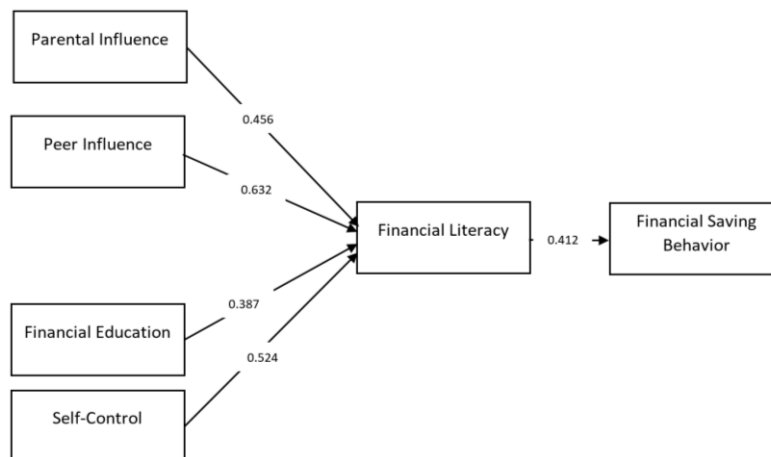 Parental Influence
0.456
Peer Influence
0.632
Financial Literacy
0.412
Financial Saving
Behavior
0.387
Financial Education
0.524
Self-Control